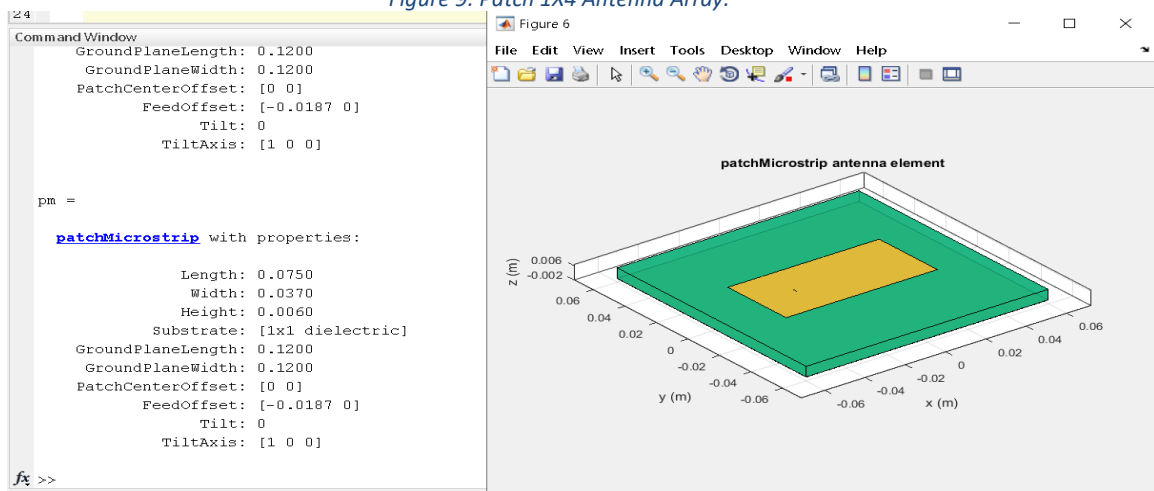 Figure 9. Patch 1X4 Antenna Array.
24
Command Window
GroundPlaneLength: 0.1200
GroundPlaneWidth: 0.1200
PatchCenterOffset: [0 0]
FeedOffset: [-0.0187 0]
Tilt: 0
TiltAxis: [1 0 0]
pm =
patchMicrostrip with properties:
Length: 0.0750
Width: 0.0370
Height: 0.0060
Substrate: [1x1 dielectric]
GroundPlaneLength: 0.1200
GroundPlaneWidth: 0.1200
PatchCenterOffset: [0 0]
FeedOffset: [-0.0187 0]
Tilt: 0
TiltAxis: [1 0 0]
fx >>
Figure 6
File Edit View Insert Tools Desktop Window Help
patchMicrostrip antenna element
z (m)
0.006
-0.002
0.06
0.04
0.02
0
-0.02
-0.04
-0.06
y (m)
-0.06
-0.04
-0.02
0
0.02
0.04
0.06
x (m)